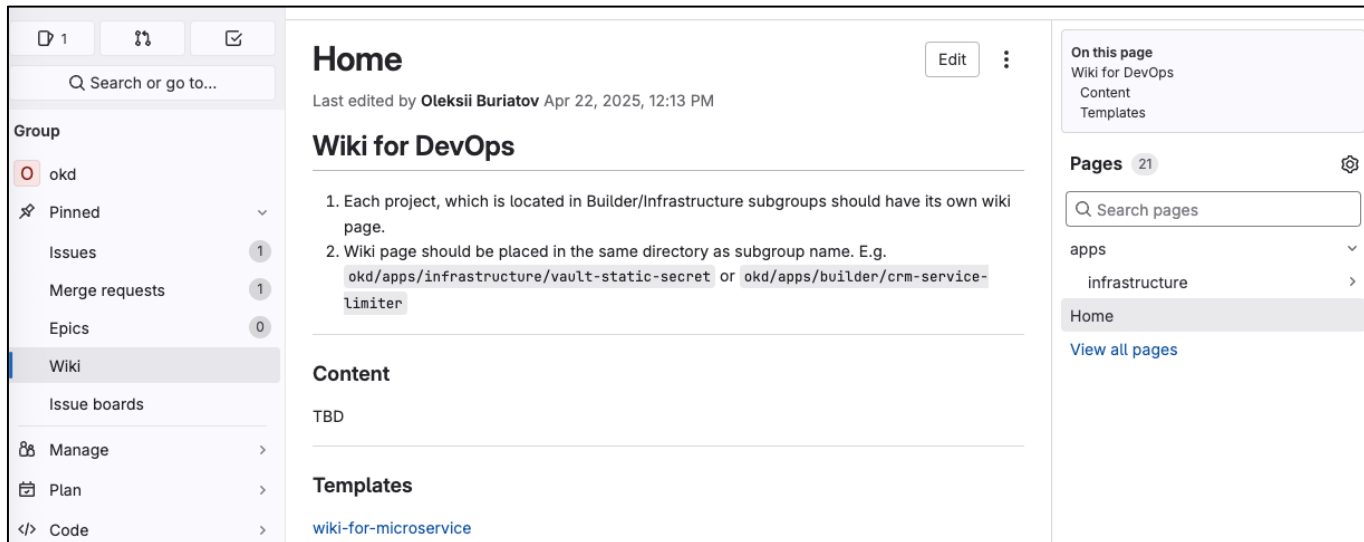 1
Search or go to...
Group
O okd
Pinned
Issues 1
Merge requests 1
Epics 0
Wiki
Issue boards
Manage
Plan
Code
Home
Edit
Last edited by Oleksii Buriatov Apr 22, 2025, 12:13 PM
Wiki for DevOps
1. Each project, which is located in Builder/Infrastructure subgroups should have its own wiki
page.
2. Wiki page should be placed in the same directory as subgroup name. E.g.
okd/apps/infrastructure/vault-static-secret or okd/apps/builder/crm-service-
limiter
Content
TBD
Templates
wiki-for-microservice
On this page
Wiki for DevOps
Content
Templates
Pages 21
Search pages
apps
infrastructure
Home
View all pages